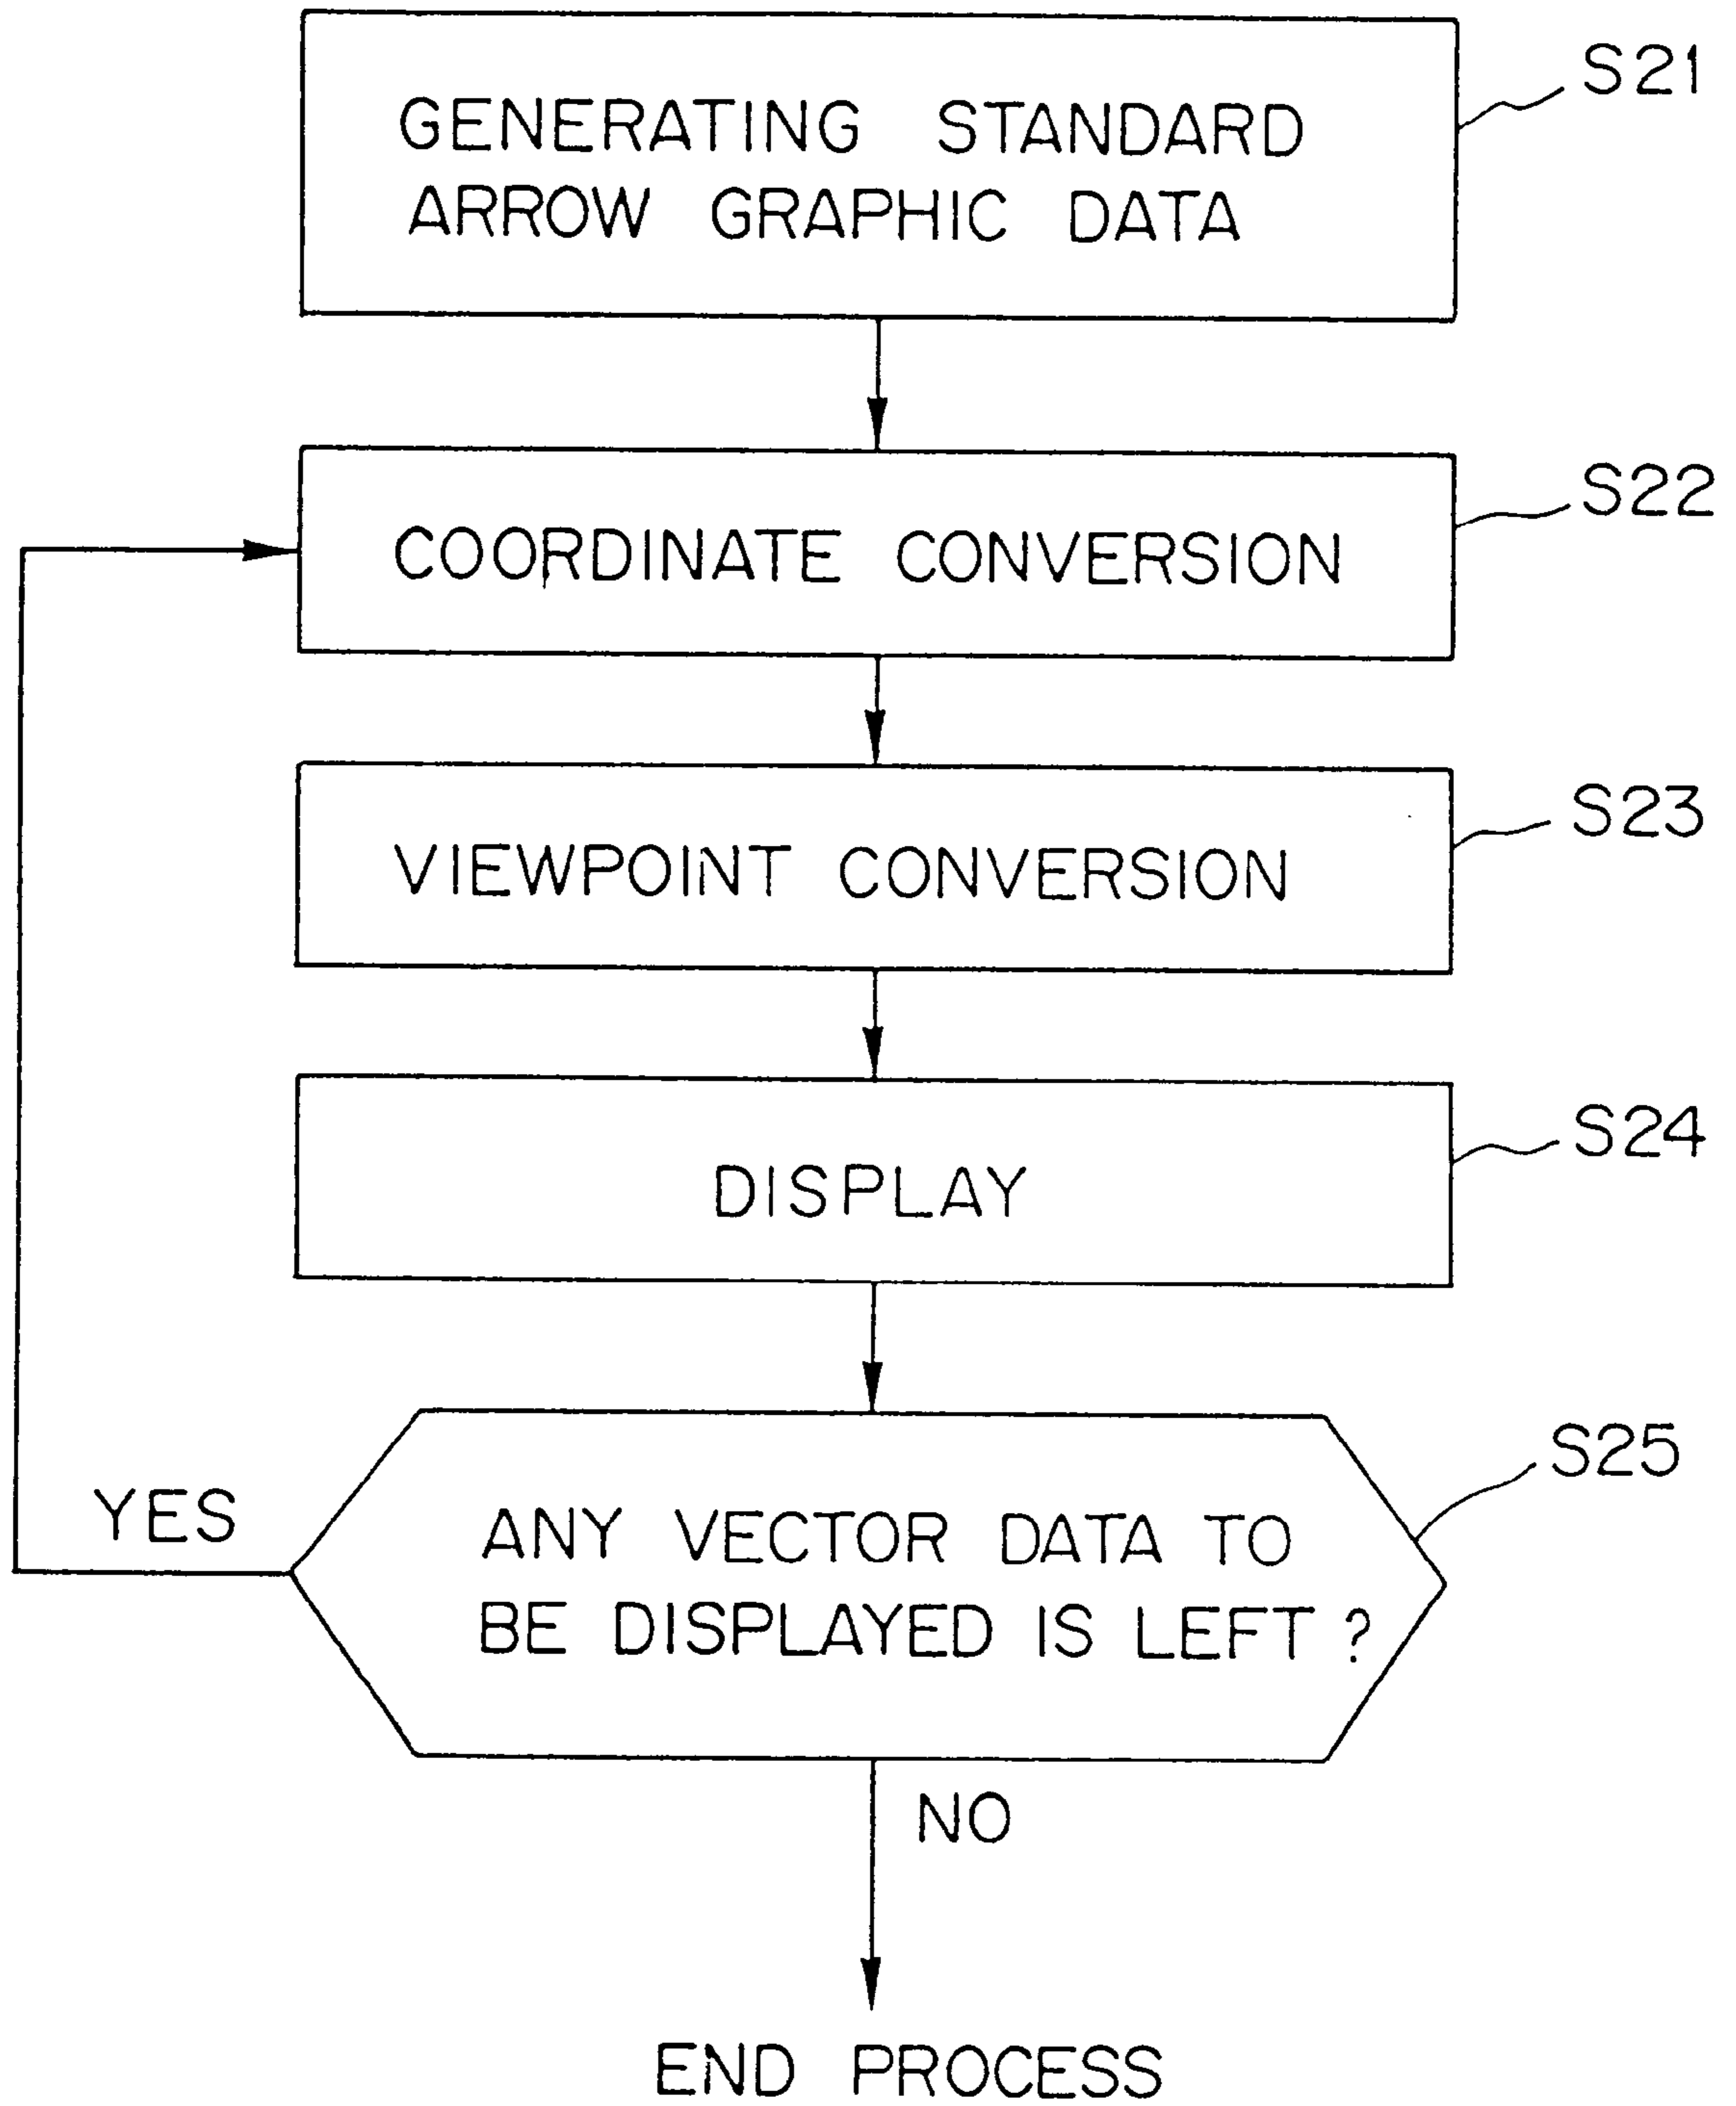 S21
GENERATING STANDARD
ARROW GRAPHIC DATA
S22
COORDINATE CONVERSION
S23
VIEWPOINT CONVERSION
S24
DISPLAY
S25
YES
ANY VECTOR DATA TO
BE DISPLAYED IS LEFT ?
NO
END PROCESS